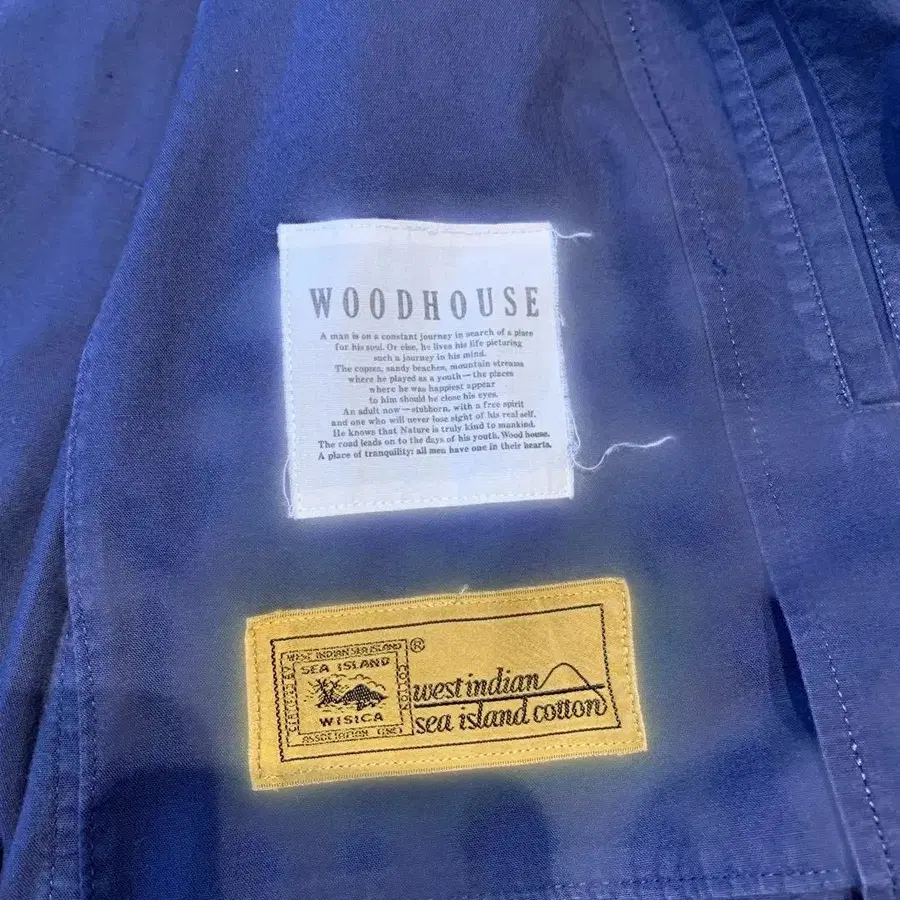 WOODHOUSE
A man is on a constant journey in search of a place
for his soul. Or else, he lives his life picturing
such a journey in his mind.
The copses, sandy beaches, mountain streams
where he played as a youth—the places
where he was happiest appear
to him should he close his eyes.
An adult now—stubborn, with a free spirit
and one who will never lose sight of his real self.
He knows that Nature is truly kind to mankind.
The road leads on to the days of his youth, Wood house.
A place of tranquility: all men have one in their hearts.
CERTIFIED BY
WEST INDIAN SEA ISLAND
COTTON
ASSOCIATION (INC)
SEA ISLAND
WISICA
®
west indian
sea island cotton